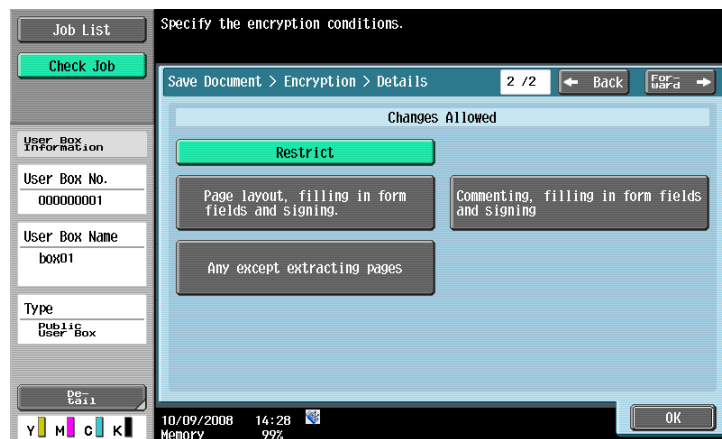 Job List
Check Job
User Box
Information
User Box No.
000000001
User Box Name
box01
Type
Public
User Box
De-
tail
Y M C K
Specify the encryption conditions.
Save Document > Encryption > Details
2 /2
Back
For-
ward
Changes Allowed
Restrict
Page layout, filling in form
fields and signing.
Commenting, filling in form fields
and signing
Any except extracting pages
10/09/2008 14:28
Memory 99%
OK